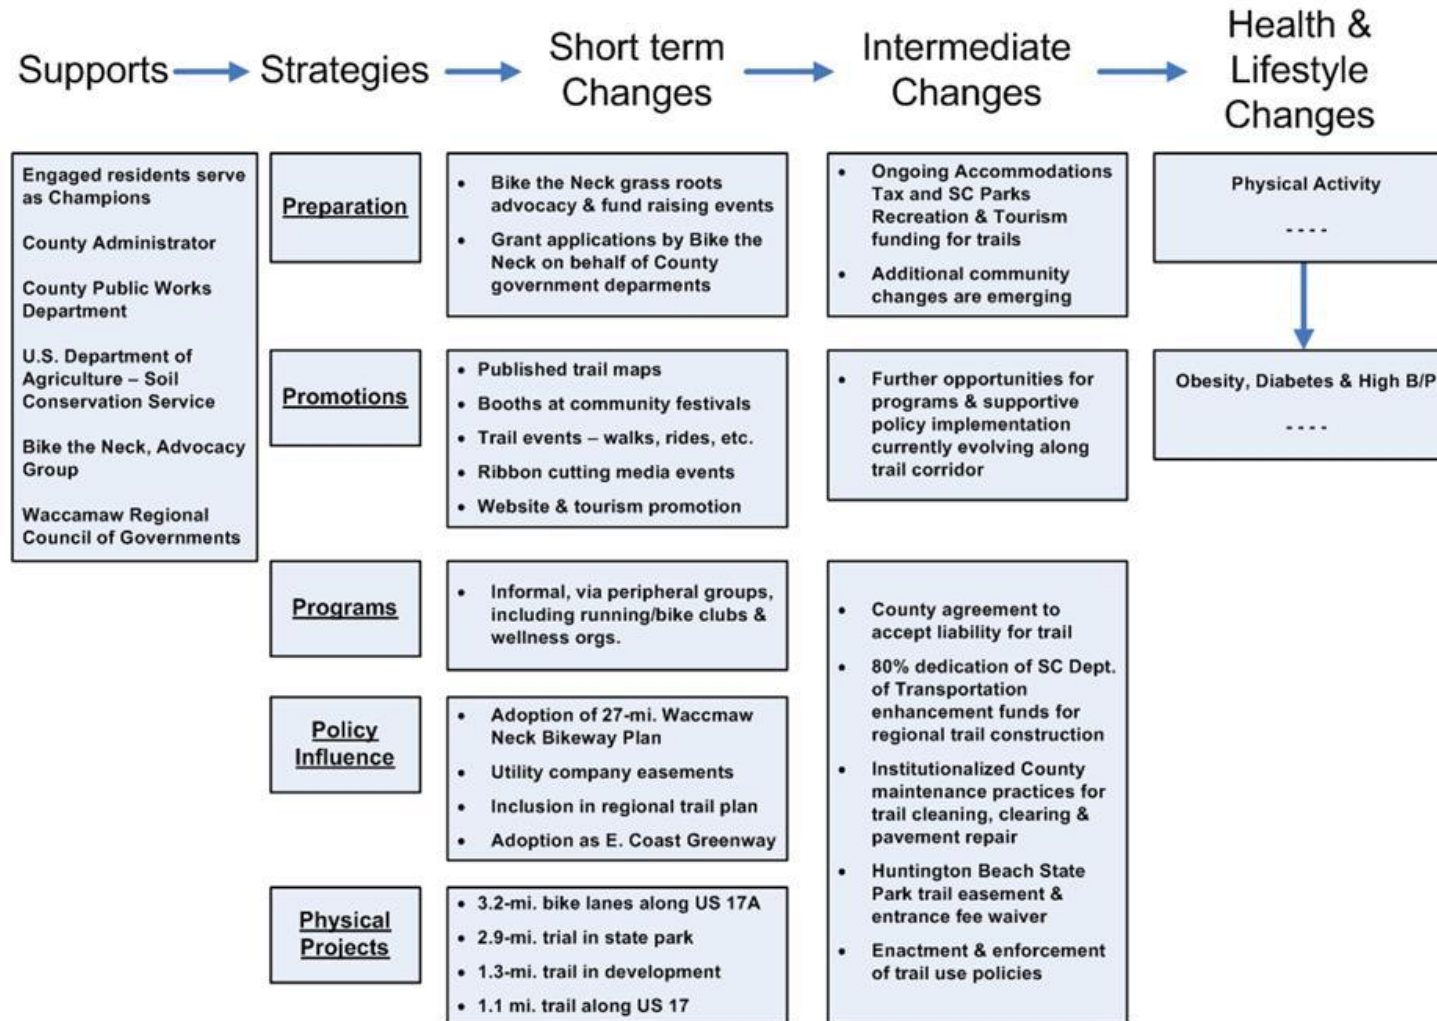 Supports
Strategies
Short term
Changes
Intermediate
Changes
Health &
Lifestyle
Changes
Engaged residents serve
as Champions
County Administrator
County Public Works
Department
U.S. Department of
Agriculture – Soil
Conservation Service
Bike the Neck, Advocacy
Group
Waccamaw Regional
Council of Governments
Preparation
• Bike the Neck grass roots
advocacy & fund raising events
• Grant applications by Bike the
Neck on behalf of County
government deparments
• Ongoing Accommodations
Tax and SC Parks
Recreation & Tourism
funding for trails
• Additional community
changes are emerging
Physical Activity
- - - -
Promotions
• Published trail maps
• Booths at community festivals
• Trail events – walks, rides, etc.
• Ribbon cutting media events
• Website & tourism promotion
• Further opportunities for
programs & supportive
policy implementation
currently evolving along
trail corridor
Obesity, Diabetes & High B/P
- - - -
Programs
• Informal, via peripheral groups,
including running/bike clubs &
wellness orgs.
Policy
Influence
• Adoption of 27-mi. Waccmaw
Neck Bikeway Plan
• Utility company easements
• Inclusion in regional trail plan
• Adoption as E. Coast Greenway
Physical
Projects
• 3.2-mi. bike lanes along US 17A
• 2.9-mi. trial in state park
• 1.3-mi. trail in development
• 1.1 mi. trail along US 17
• County agreement to
accept liability for trail
• 80% dedication of SC Dept.
of Transportation
enhancement funds for
regional trail construction
• Institutionalized County
maintenance practices for
trail cleaning, clearing &
pavement repair
• Huntington Beach State
Park trail easement &
entrance fee waiver
• Enactment & enforcement
of trail use policies